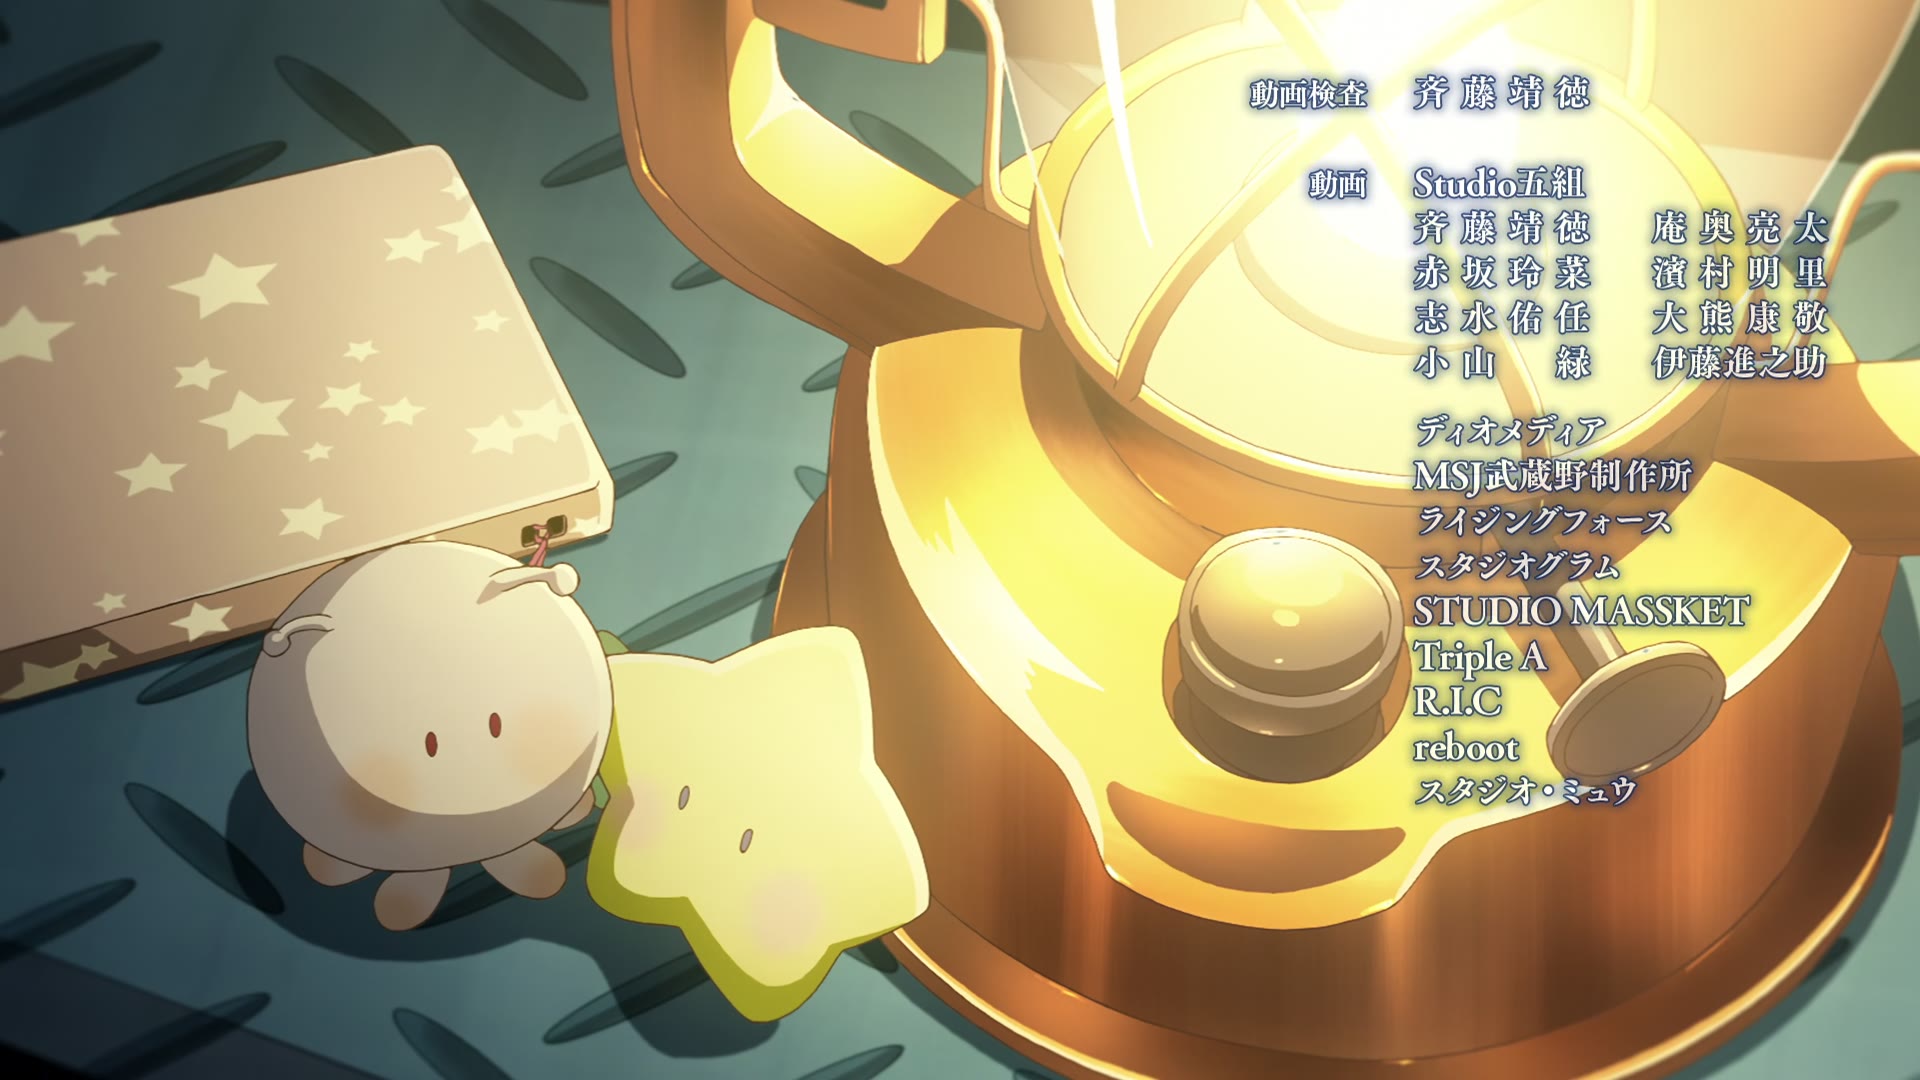 動画検査 斉藤靖徳
動画 Studio五組
斉藤靖徳 庵奥亮太
赤坂玲菜 濱村明里
志水佑任 大熊康敬
小山 緑 伊藤進之助
ディオメディア
MSJ武蔵野制作所
ライジングフォース
スタジオグラム
STUDIO MASSKET
Triple A
R.I.C
reboot
スタジオ・ミュウ